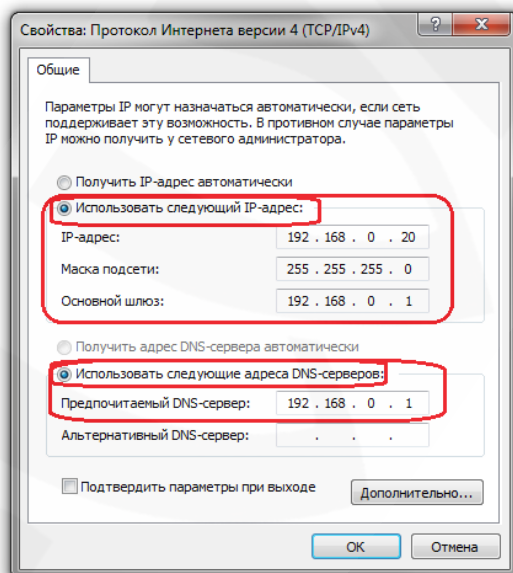 Свойства: Протокол Интернета версии 4 (TCP/IPv4)
Общие
Параметры IP могут назначаться автоматически, если сеть
поддерживает эту возможность. В противном случае параметры
IP можно получить у сетевого администратора.
Получить IP-адрес автоматически
Использовать следующий IP-адрес:
IP-адрес: 192 . 168 . 0 . 20
Маска подсети: 255 . 255 . 255 . 0
Основной шлюз: 192 . 168 . 0 . 1
Получить адрес DNS-сервера автоматически
Использовать следующие адреса DNS-серверов:
Предпочитаемый DNS-сервер: 192 . 168 . 0 . 1
Альтернативный DNS-сервер: . . .
Подтвердить параметры при выходе
Дополнительно...
OK Отмена